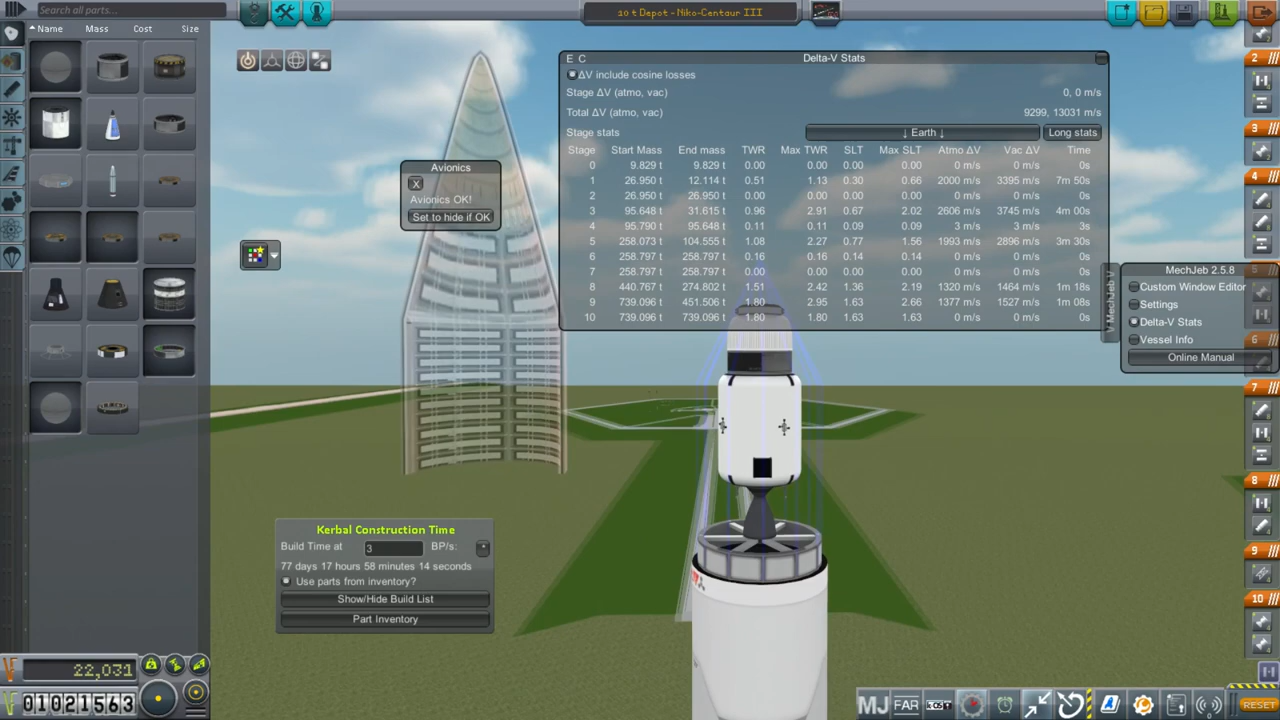 Search all parts...
10 t Depot - Niko-Centaur III
Name Mass Cost Size
E C Delta-V Stats
ΔV include cosine losses
Stage ΔV (atmo, vac) 0, 0 m/s
Total ΔV (atmo, vac) 9299, 13031 m/s
Stage stats ↓ Earth ↓ Long stats
Stage Start Mass End mass TWR Max TWR SLT Max SLT Atmo ΔV Vac ΔV Time
0 9.829 t 9.829 t 0.00 0.00 0.00 0.00 0 m/s 0 m/s 0s
1 26.950 t 12.114 t 0.51 1.13 0.30 0.66 2000 m/s 3395 m/s 7m 50s
2 26.950 t 26.950 t 0.00 0.00 0.00 0.00 0 m/s 0 m/s 0s
3 95.648 t 31.615 t 0.96 2.91 0.67 2.02 2606 m/s 3745 m/s 4m 00s
4 95.790 t 95.648 t 0.11 0.11 0.09 0.09 3 m/s 3 m/s 3s
5 258.073 t 104.555 t 1.08 2.27 0.77 1.56 1993 m/s 2896 m/s 3m 30s
6 258.797 t 258.797 t 0.16 0.16 0.14 0.14 0 m/s 0 m/s 0s
7 258.797 t 258.797 t 0.00 0.00 0.00 0.00 0 m/s 0 m/s 0s
8 440.767 t 274.802 t 1.51 2.42 1.36 2.19 1320 m/s 1464 m/s 1m 18s
9 739.096 t 451.506 t 1.80 2.95 1.63 2.66 1377 m/s 1527 m/s 1m 08s
10 739.096 t 739.096 t 1.80 1.80 1.63 1.63 0 m/s 0 m/s 0s
Avionics
X
Avionics OK!
Set to hide if OK
V MechJeb V
MechJeb 2.5.8
Custom Window Editor
Settings
Delta-V Stats
Vessel Info
Online Manual
2
3
4
5
6
7
8
9
10
Kerbal Construction Time
Build Time at 3 BP/s: *
77 days 17 hours 58 minutes 14 seconds
Use parts from inventory?
Show/Hide Build List
Part Inventory
22,031
01021563
MJ FAR kOST
RESET